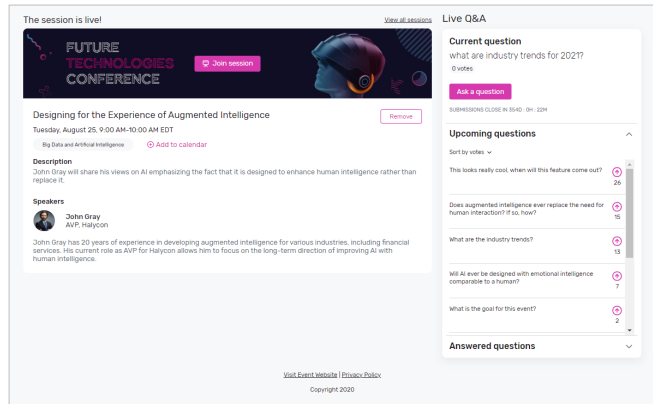 The session is live!
View all sessions
FUTURE
TECHNOLOGIES
CONFERENCE
Join session
Designing for the Experience of Augmented Intelligence
Remove
Tuesday, August 25, 9:00 AM-10:00 AM EDT
Big Data and Artificial Intelligence
Add to calendar
Description
John Gray will share his views on AI emphasizing the fact that it is designed to enhance human intelligence rather than
replace it.
Speakers
John Gray
AVP, Halycon
John Gray has 20 years of experience in developing augmented intelligence for various industries, including financial
services. His current role as AVP for Halycon allows him to focus on the long-term direction of improving AI with
human intelligence.
Live Q&A
Current question
what are industry trends for 2021?
0 votes
Ask a question
SUBMISSIONS CLOSE IN 354D : 0H : 22M
Upcoming questions
Sort by votes
This looks really cool, when will this feature come out?
26
Does augmented intelligence ever replace the need for
human interaction? If so, how?
15
What are the industry trends?
13
Will AI ever be designed with emotional intelligence
comparable to a human?
7
What is the goal for this event?
2
Answered questions
Visit Event Website | Privacy Policy
Copyright 2020